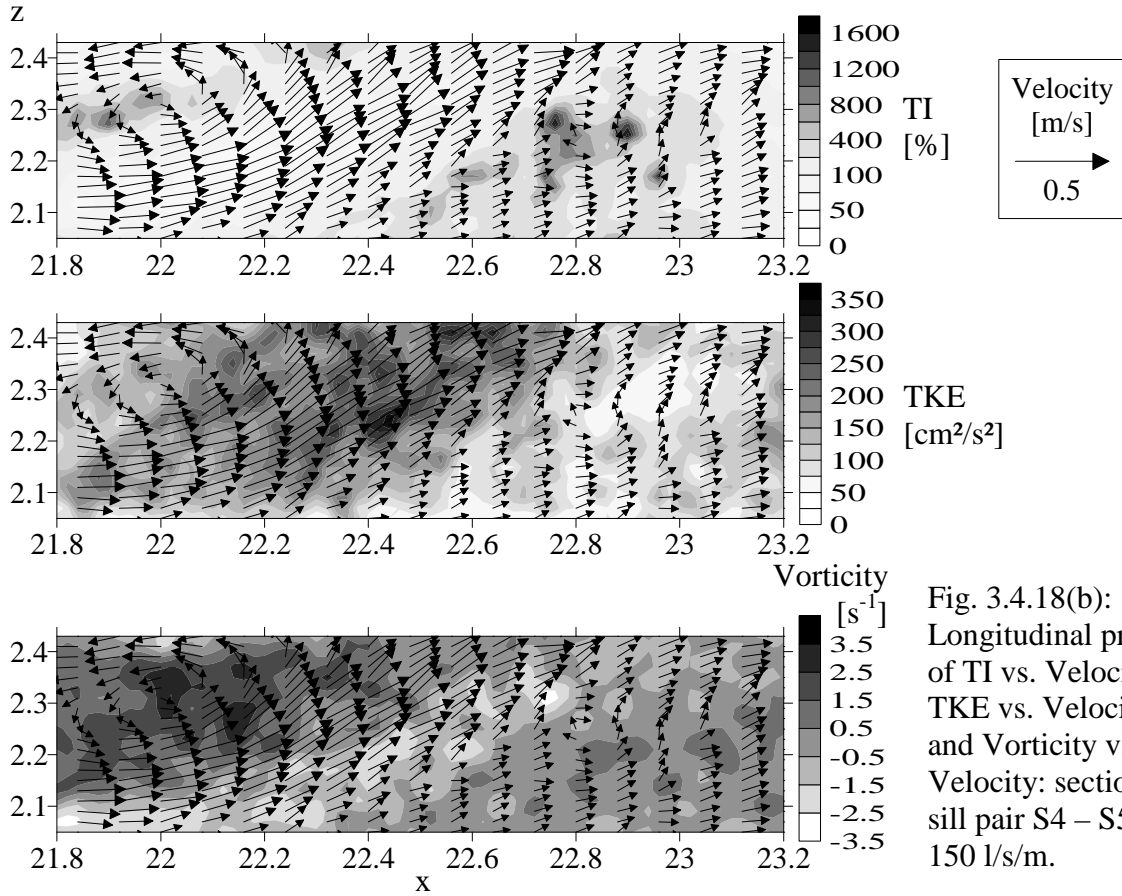 z
2.4
2.3
2.2
2.1
21.8 22 22.2 22.4 22.6 22.8 23 23.2
1600
1200
800
400
100
50
0
TI
[%]
Velocity
[m/s]
0.5
2.4
2.3
2.2
2.1
21.8 22 22.2 22.4 22.6 22.8 23 23.2
350
300
250
200
150
100
50
0
TKE
[cm²/s²]
2.4
2.3
2.2
2.1
21.8 22 22.2 22.4 22.6 22.8 23 23.2
x
Vorticity
[s⁻¹]
3.5
2.5
1.5
0.5
-0.5
-1.5
-2.5
-3.5
Fig. 3.4.18(b):
Longitudinal
of TI vs.
TKE vs.
and Vorticity
Velocity:
sill pair S4 – S5
150 l/s/m.